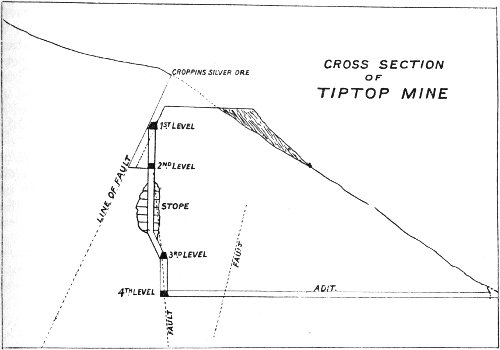 CROSS SECTION
OF
TIPTOP MINE
CROPPINS SILVER ORE
1ST LEVEL
2ND LEVEL
LINE OF FAULT
STOPE
3RD LEVEL
FAULT
4TH LEVEL
ADIT
FAULT